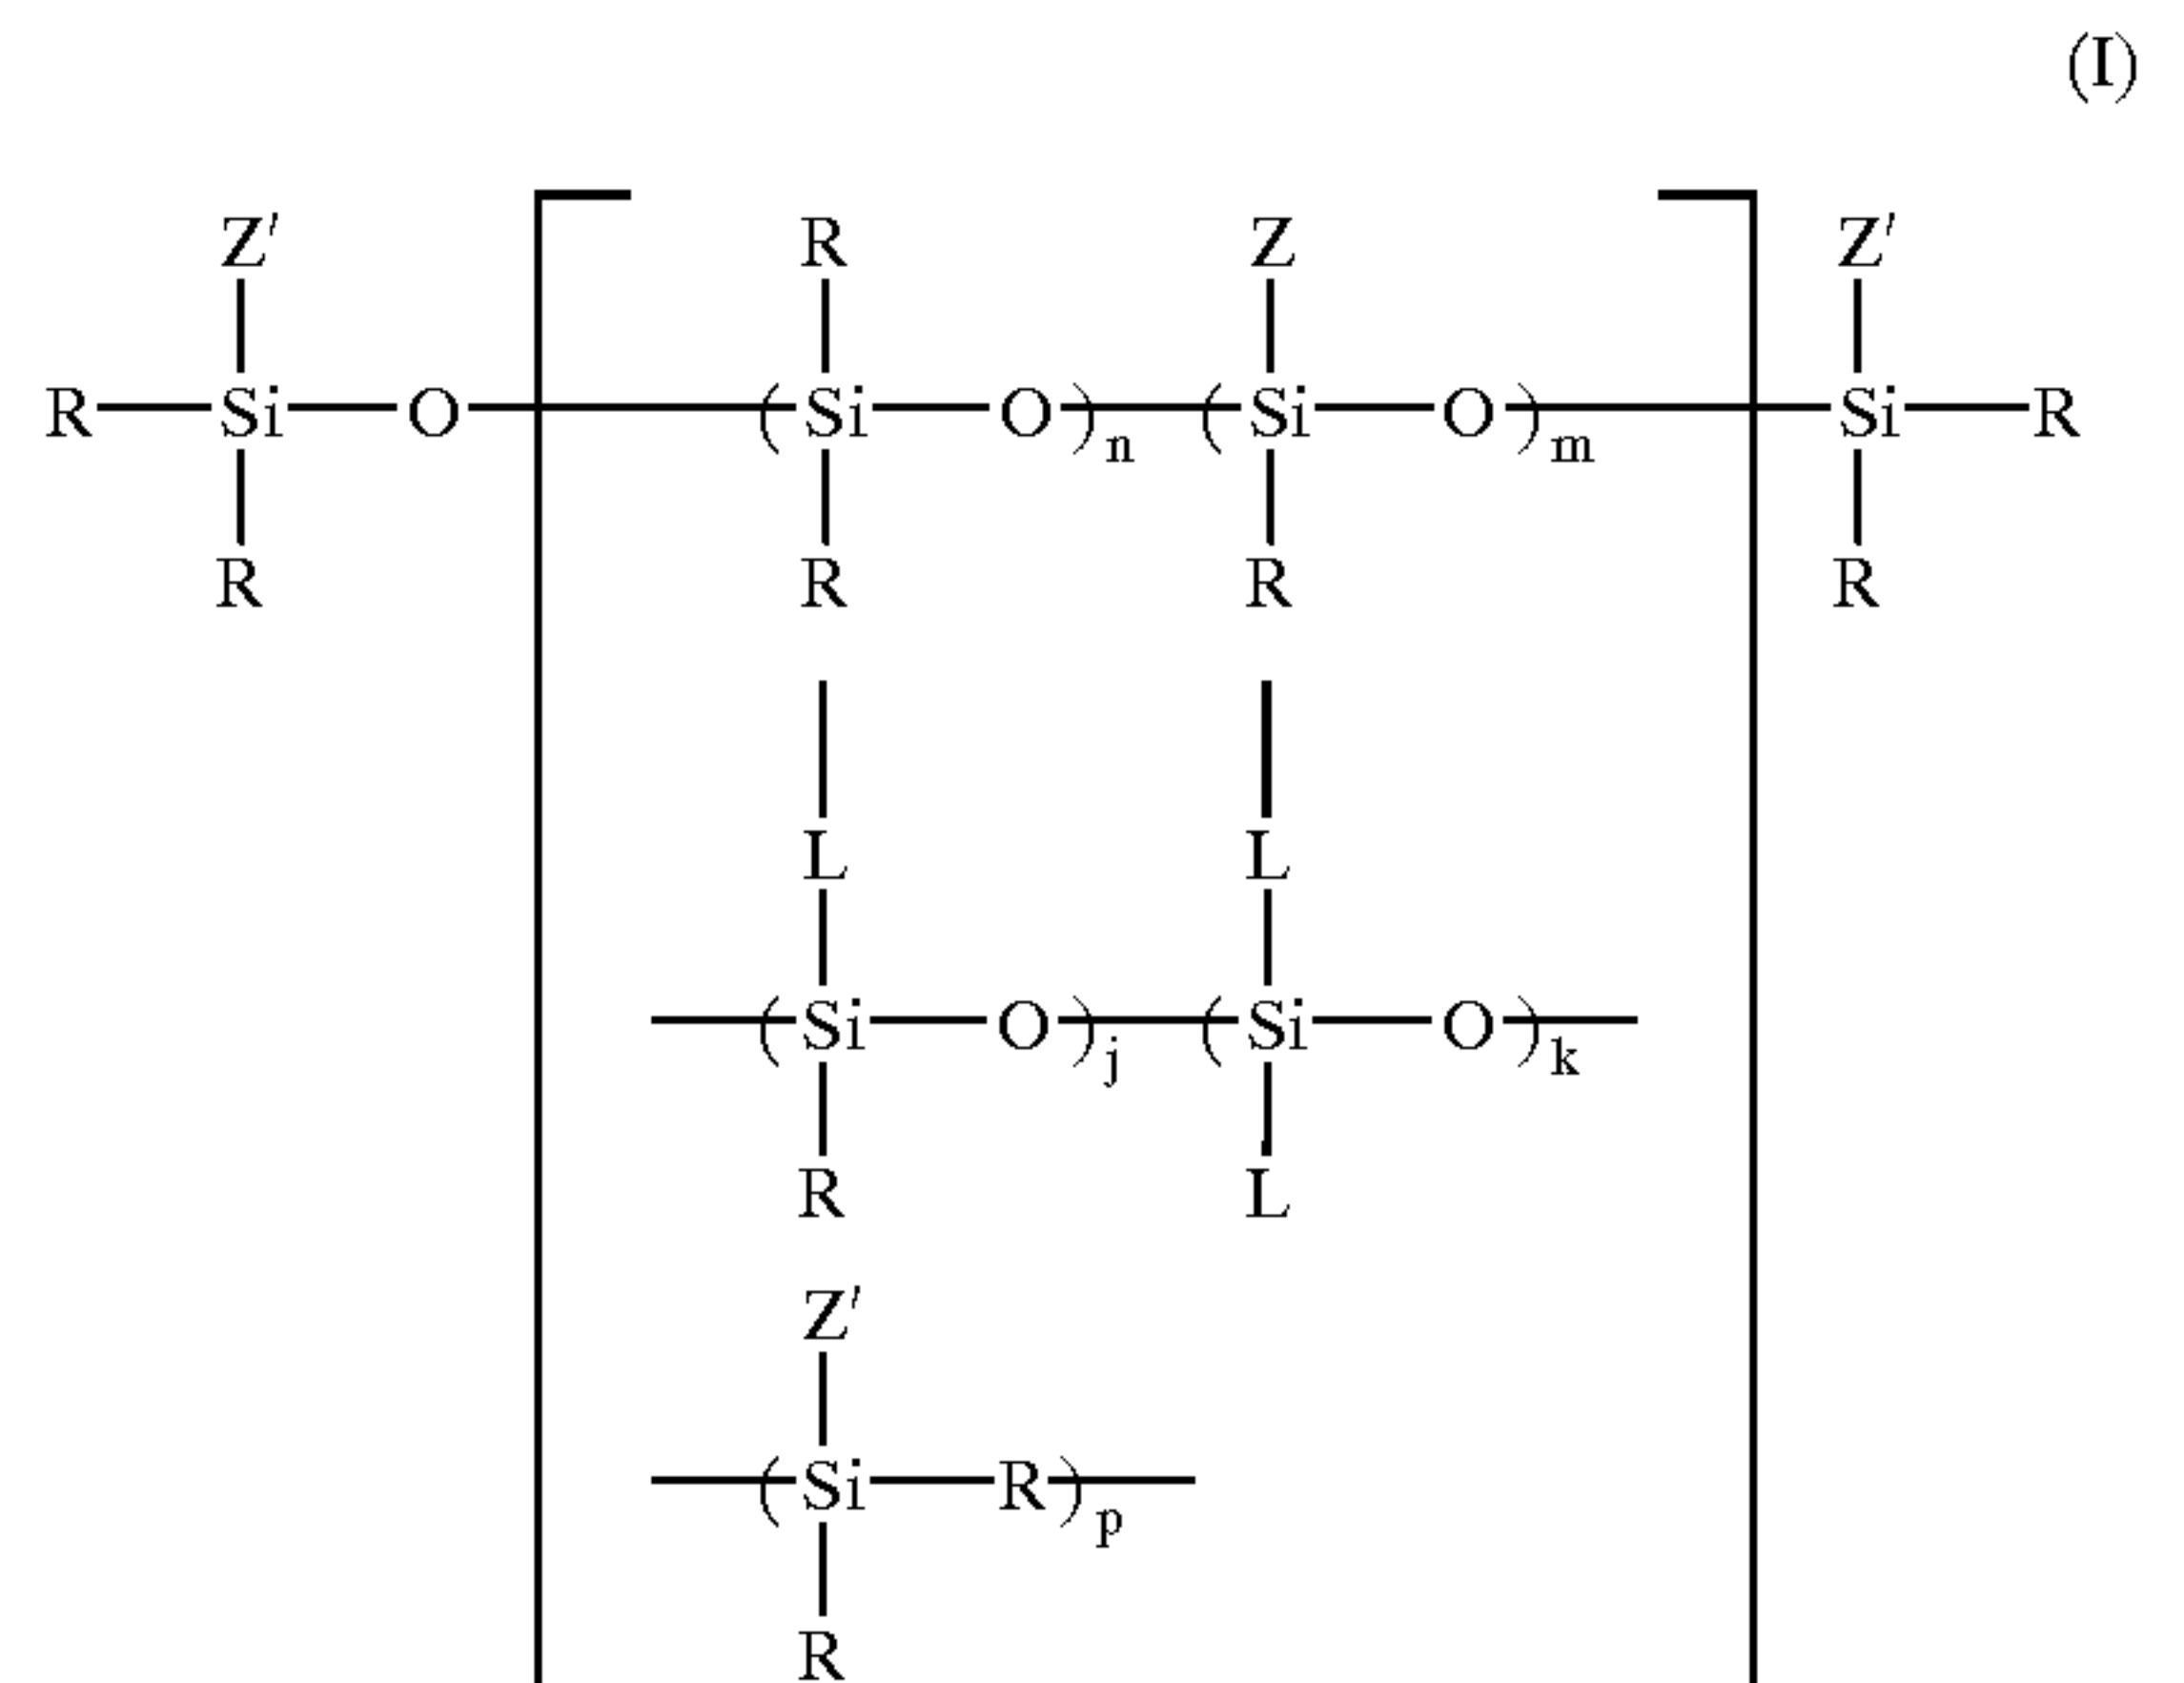 (I)
Z' R Z Z'
R Si O ( Si O )n ( Si O )m Si R
R R R R
L L
( Si O )j ( Si O )k
R L
Z'
( Si R )p
R